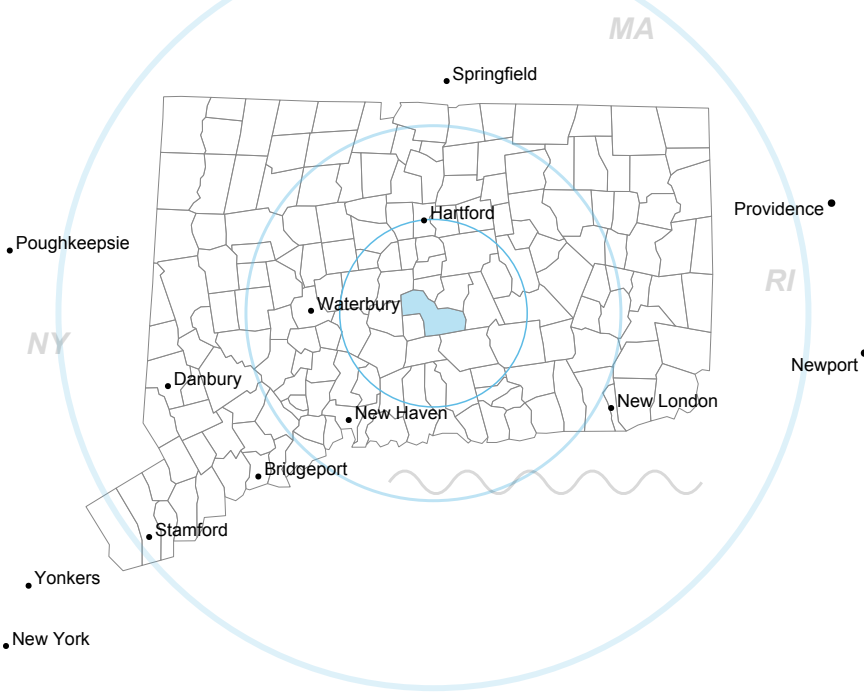 MA
Springfield
Hartford
Providence
Poughkeepsie
RI
Waterbury
NY
Newport
Danbury
New London
New Haven
Bridgeport
Stamford
Yonkers
New York